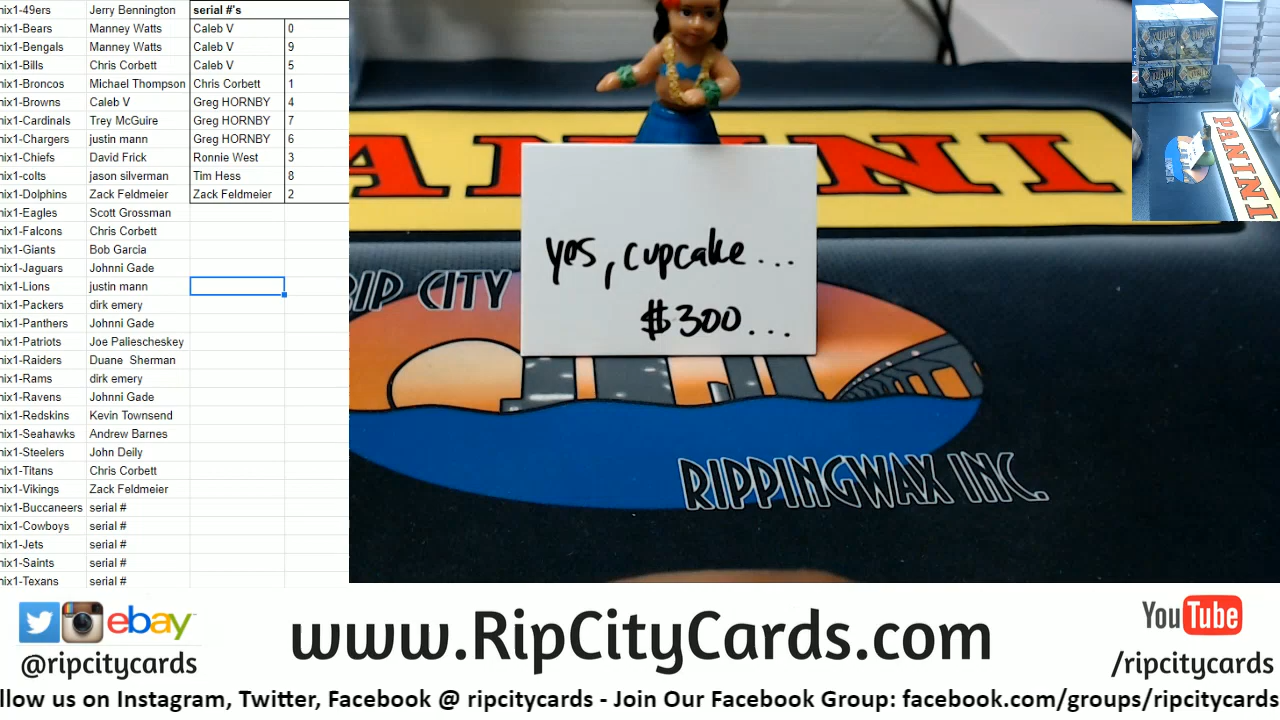 nix1-49ers Jerry Bennington serial #'s
nix1-Bears Manney Watts Caleb V 0
nix1-Bengals Manney Watts Caleb V 9
nix1-Bills Chris Corbett Caleb V 5
nix1-Broncos Michael Thompson Chris Corbett 1
nix1-Browns Caleb V Greg HORNBY 4
nix1-Cardinals Trey McGuire Greg HORNBY 7
nix1-Chargers justin mann Greg HORNBY 6
nix1-Chiefs David Frick Ronnie West 3
nix1-colts jason silverman Tim Hess 8
nix1-Dolphins Zack Feldmeier Zack Feldmeier 2
nix1-Eagles Scott Grossman
nix1-Falcons Chris Corbett
nix1-Giants Bob Garcia
nix1-Jaguars Johnni Gade
nix1-Lions justin mann
nix1-Packers dirk emery
nix1-Panthers Johnni Gade
nix1-Patriots Joe Paliescheskey
nix1-Raiders Duane Sherman
nix1-Rams dirk emery
nix1-Ravens Johnni Gade
nix1-Redskins Kevin Townsend
nix1-Seahawks Andrew Barnes
nix1-Steelers John Deily
nix1-Titans Chris Corbett
nix1-Vikings Zack Feldmeier
nix1-Buccaneers serial #
nix1-Cowboys serial #
nix1-Jets serial #
nix1-Saints serial #
nix1-Texans serial #
ANINI
yes, cupcake...
$300...
RIP CITY
RIPPINGWAX INC.
PANINI
ebay
@ripcitycards
www.RipCityCards.com
YouTube
/ripcitycards
llow us on Instagram, Twitter, Facebook @ ripcitycards - Join Our Facebook Group: facebook.com/groups/ripcitycards